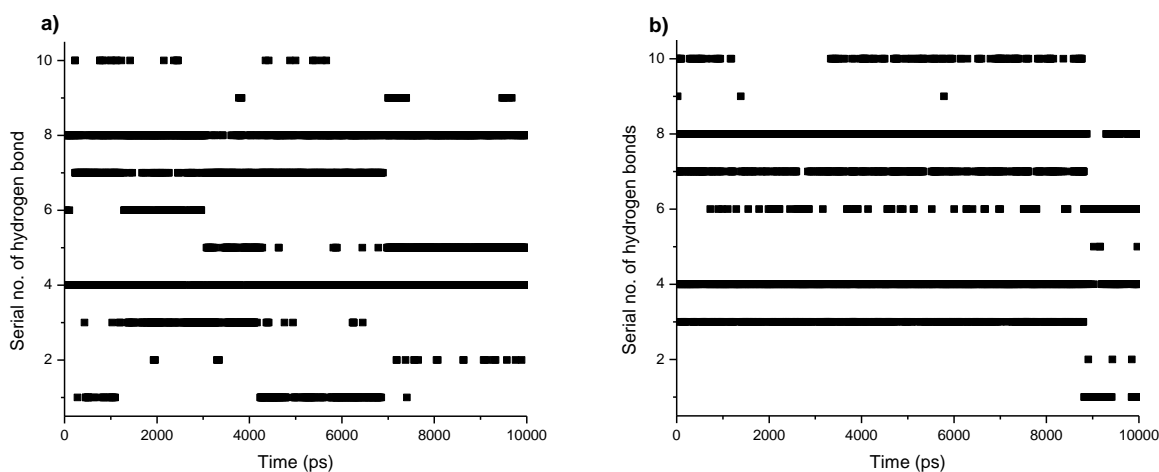 a)
Serial no. of hydrogen bond
10
8
6
4
2
0 2000 4000 6000 8000 10000
Time (ps)
b)
Serial no. of hydrogen bonds
10
8
6
4
2
0 2000 4000 6000 8000 10000
Time (ps)